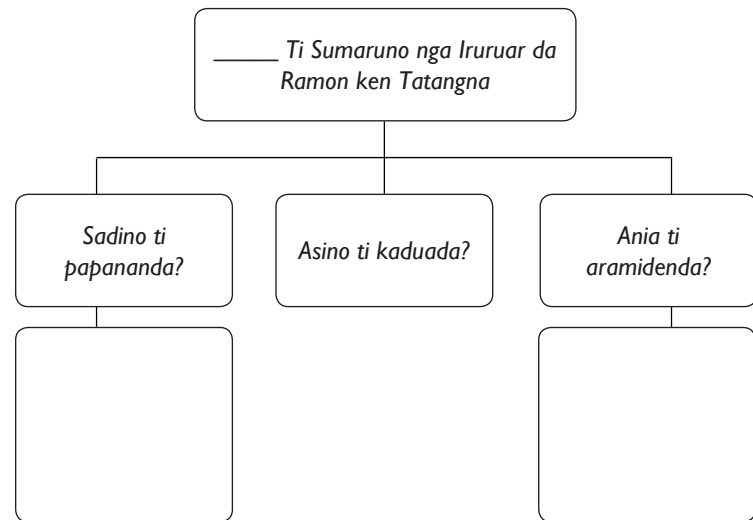 _____ Ti Sumaruno nga Iruruar da
Ramon ken Tatangna
Sadino ti
papananda?
Asino ti kaduada?
Ania ti
aramidenda?